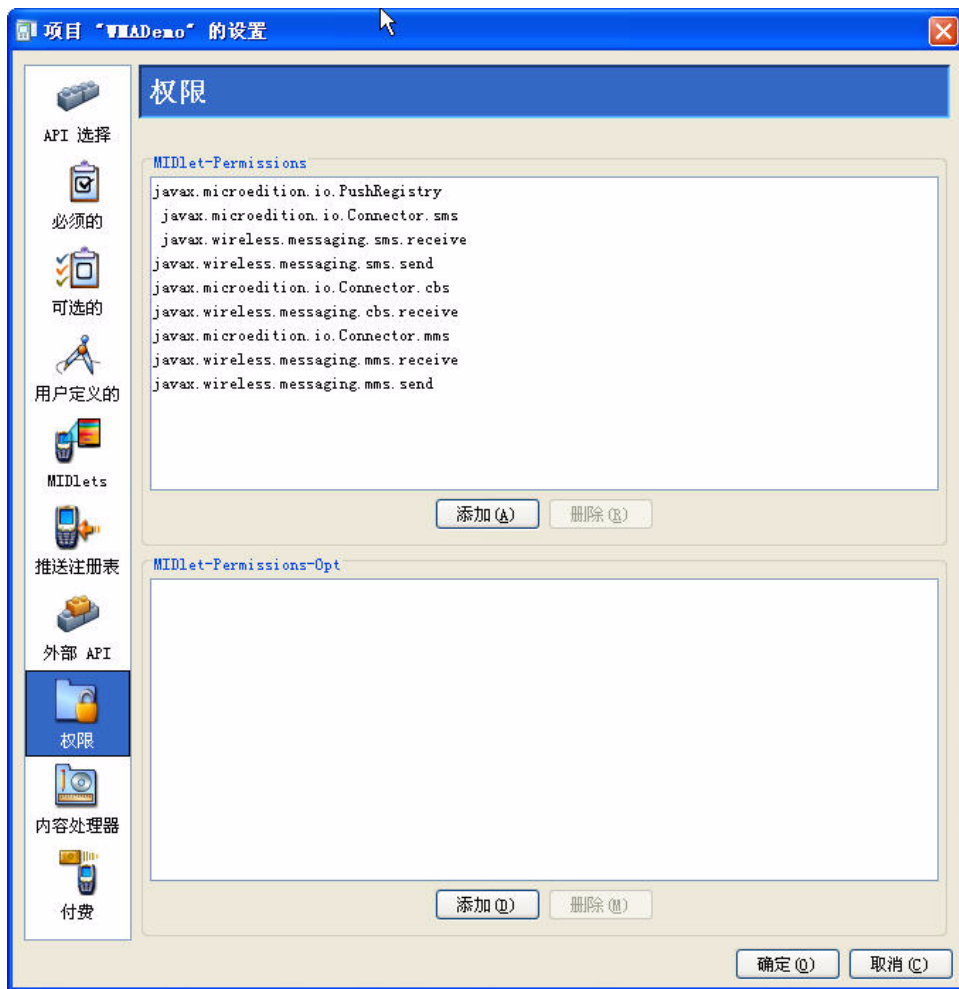 项目 “WMADemo” 的设置
API 选择
必须的
可选的
用户定义的
MIDlets
推送注册表
外部 API
权限
内容处理器
付费
权限
MIDlet-Permissions
javax.microedition.io.PushRegistry
javax.microedition.io.Connector.sms
javax.wireless.messaging.sms.receive
javax.wireless.messaging.sms.send
javax.microedition.io.Connector.cbs
javax.wireless.messaging.cbs.receive
javax.microedition.io.Connector.mms
javax.wireless.messaging.mms.receive
javax.wireless.messaging.mms.send
添加(A) 删除(R)
MIDlet-Permissions-Opt
添加(D) 删除(M)
确定(O) 取消(C)